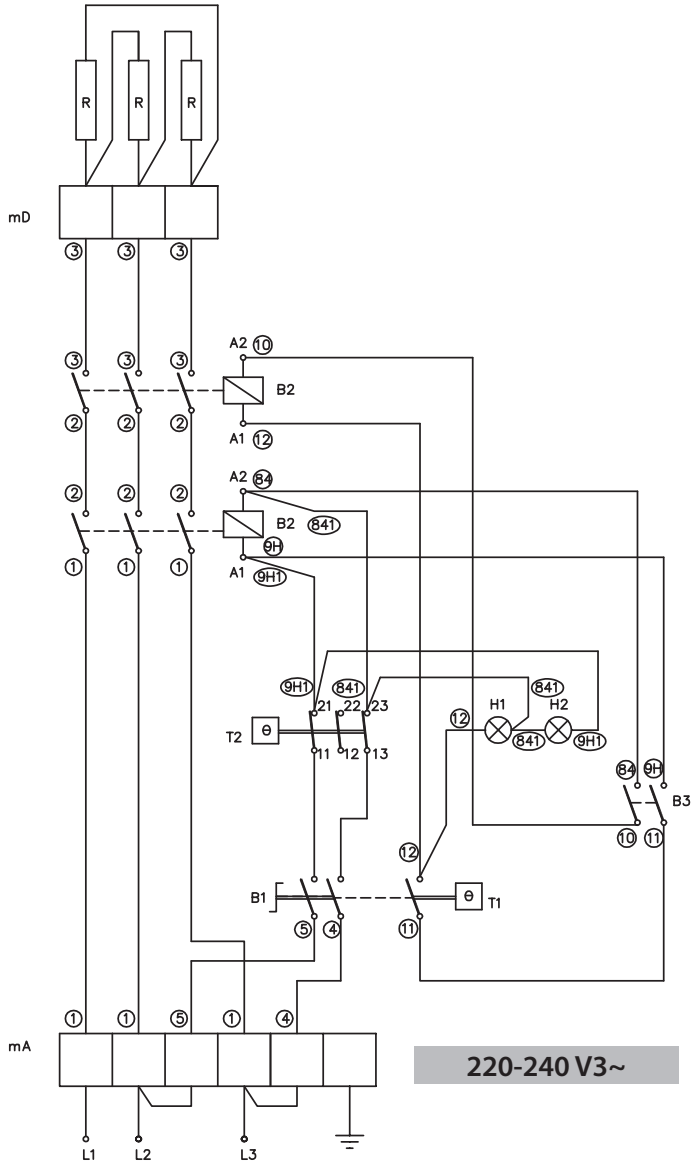 R R R
mD
3 3 3
A2 10
3 3 3
B2
2 2 2
A1 12
A2 84
2 2 2
B2 841
9H
1 1 1
A1
9H1
9H1 841 841
21 22 23 H1 H2
12
T2 θ 841 9H1
11 12 13
84 9H
B3
10 11
12
B1 θ T1
5 4 11
1 1 5 1 4
mA
220-240 V3~
L1 L2 L3